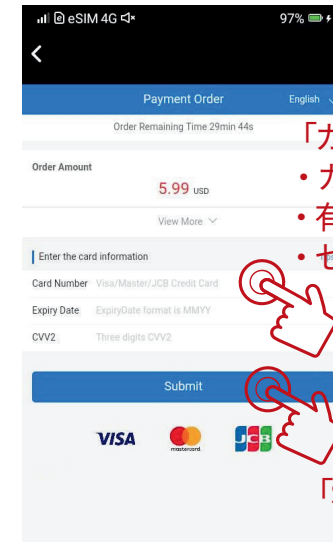 eSIM 4G
97%
Payment Order
English
Order Remaining Time 29min 44s
「カ
Order Amount
・カ
5.99 USD
・有
View More
・セ
Enter the card information
Card Number Visa/Master/JCB Credit Card
Expiry Date ExpiryDate format is MMYY
CVV2 Three digits CVV2
Submit
VISA mastercard JCB